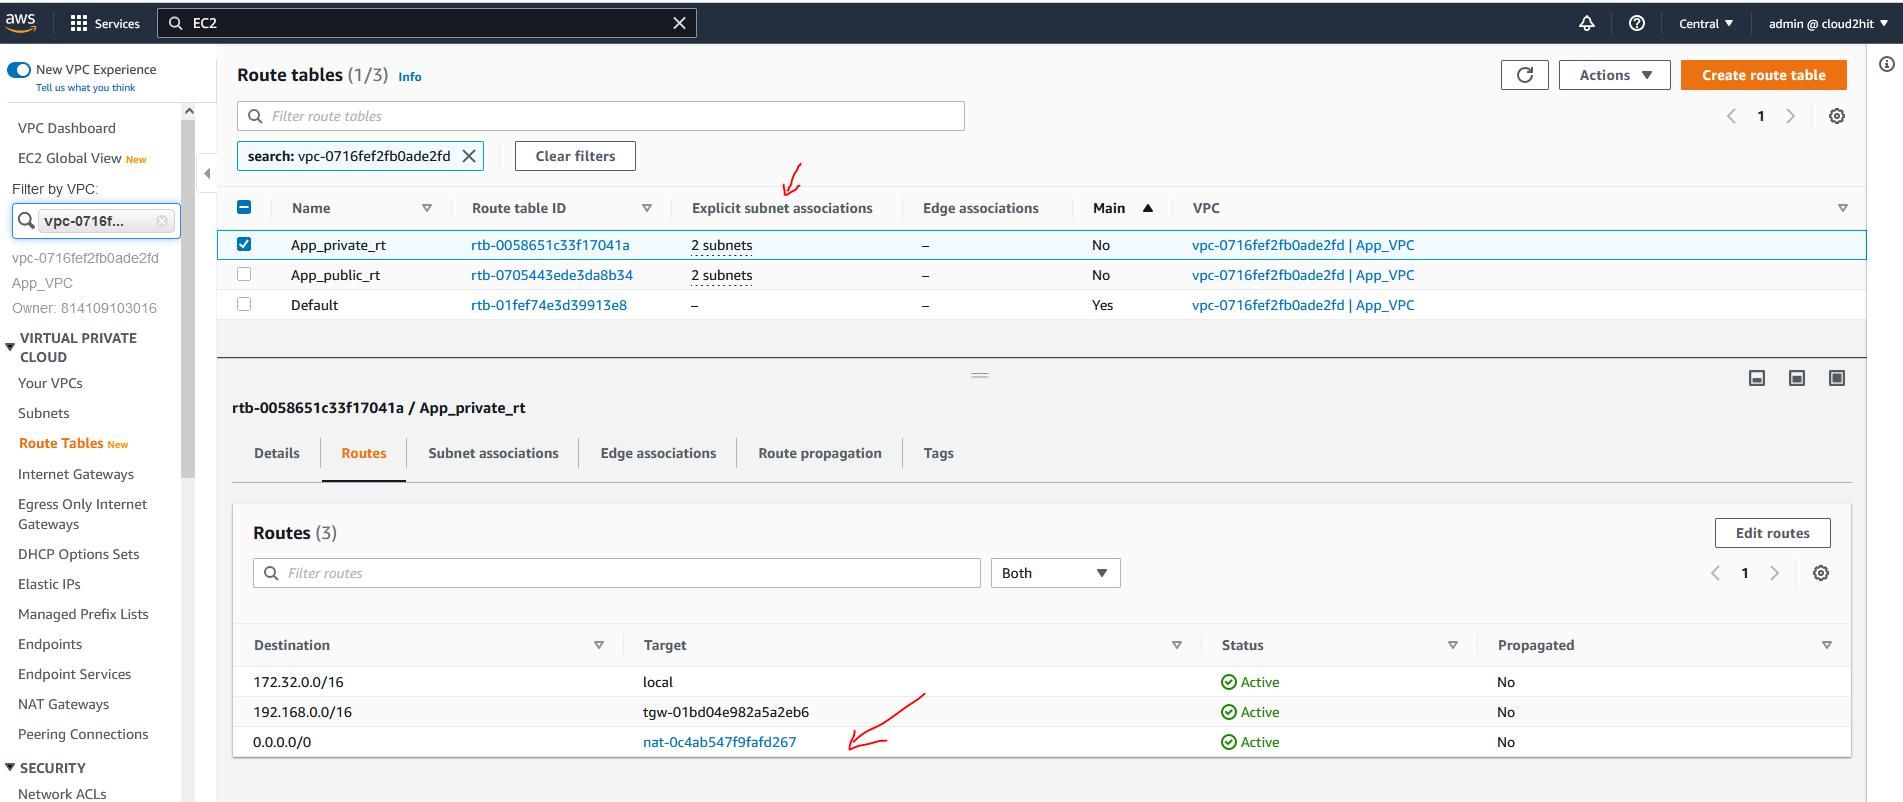 aws Services EC2 Central admin @ cloud2hit
New VPC Experience
Tell us what you think
VPC Dashboard
EC2 Global View New
Filter by VPC:
vpc-0716f...
vpc-0716fef2fb0ade2fd
App_VPC
Owner: 814109103016
VIRTUAL PRIVATE
CLOUD
Your VPCs
Subnets
Route Tables New
Internet Gateways
Egress Only Internet
Gateways
DHCP Options Sets
Elastic IPs
Managed Prefix Lists
Endpoints
Endpoint Services
NAT Gateways
Peering Connections
SECURITY
Network ACLs
Route tables (1/3) Info Actions Create route table
Filter route tables 1
search: vpc-0716fef2fb0ade2fd Clear filters
Name Route table ID Explicit subnet associations Edge associations Main VPC
App_private_rt rtb-0058651c33f17041a 2 subnets – No vpc-0716fef2fb0ade2fd | App_VPC
App_public_rt rtb-0705443ede3da8b34 2 subnets – No vpc-0716fef2fb0ade2fd | App_VPC
Default rtb-01fef74e3d39913e8 – – Yes vpc-0716fef2fb0ade2fd | App_VPC
rtb-0058651c33f17041a / App_private_rt
Details Routes Subnet associations Edge associations Route propagation Tags
Routes (3) Edit routes
Filter routes Both 1
Destination Target Status Propagated
172.32.0.0/16 local Active No
192.168.0.0/16 tgw-01bd04e982a5a2eb6 Active No
0.0.0.0/0 nat-0c4ab547f9fafd267 Active No